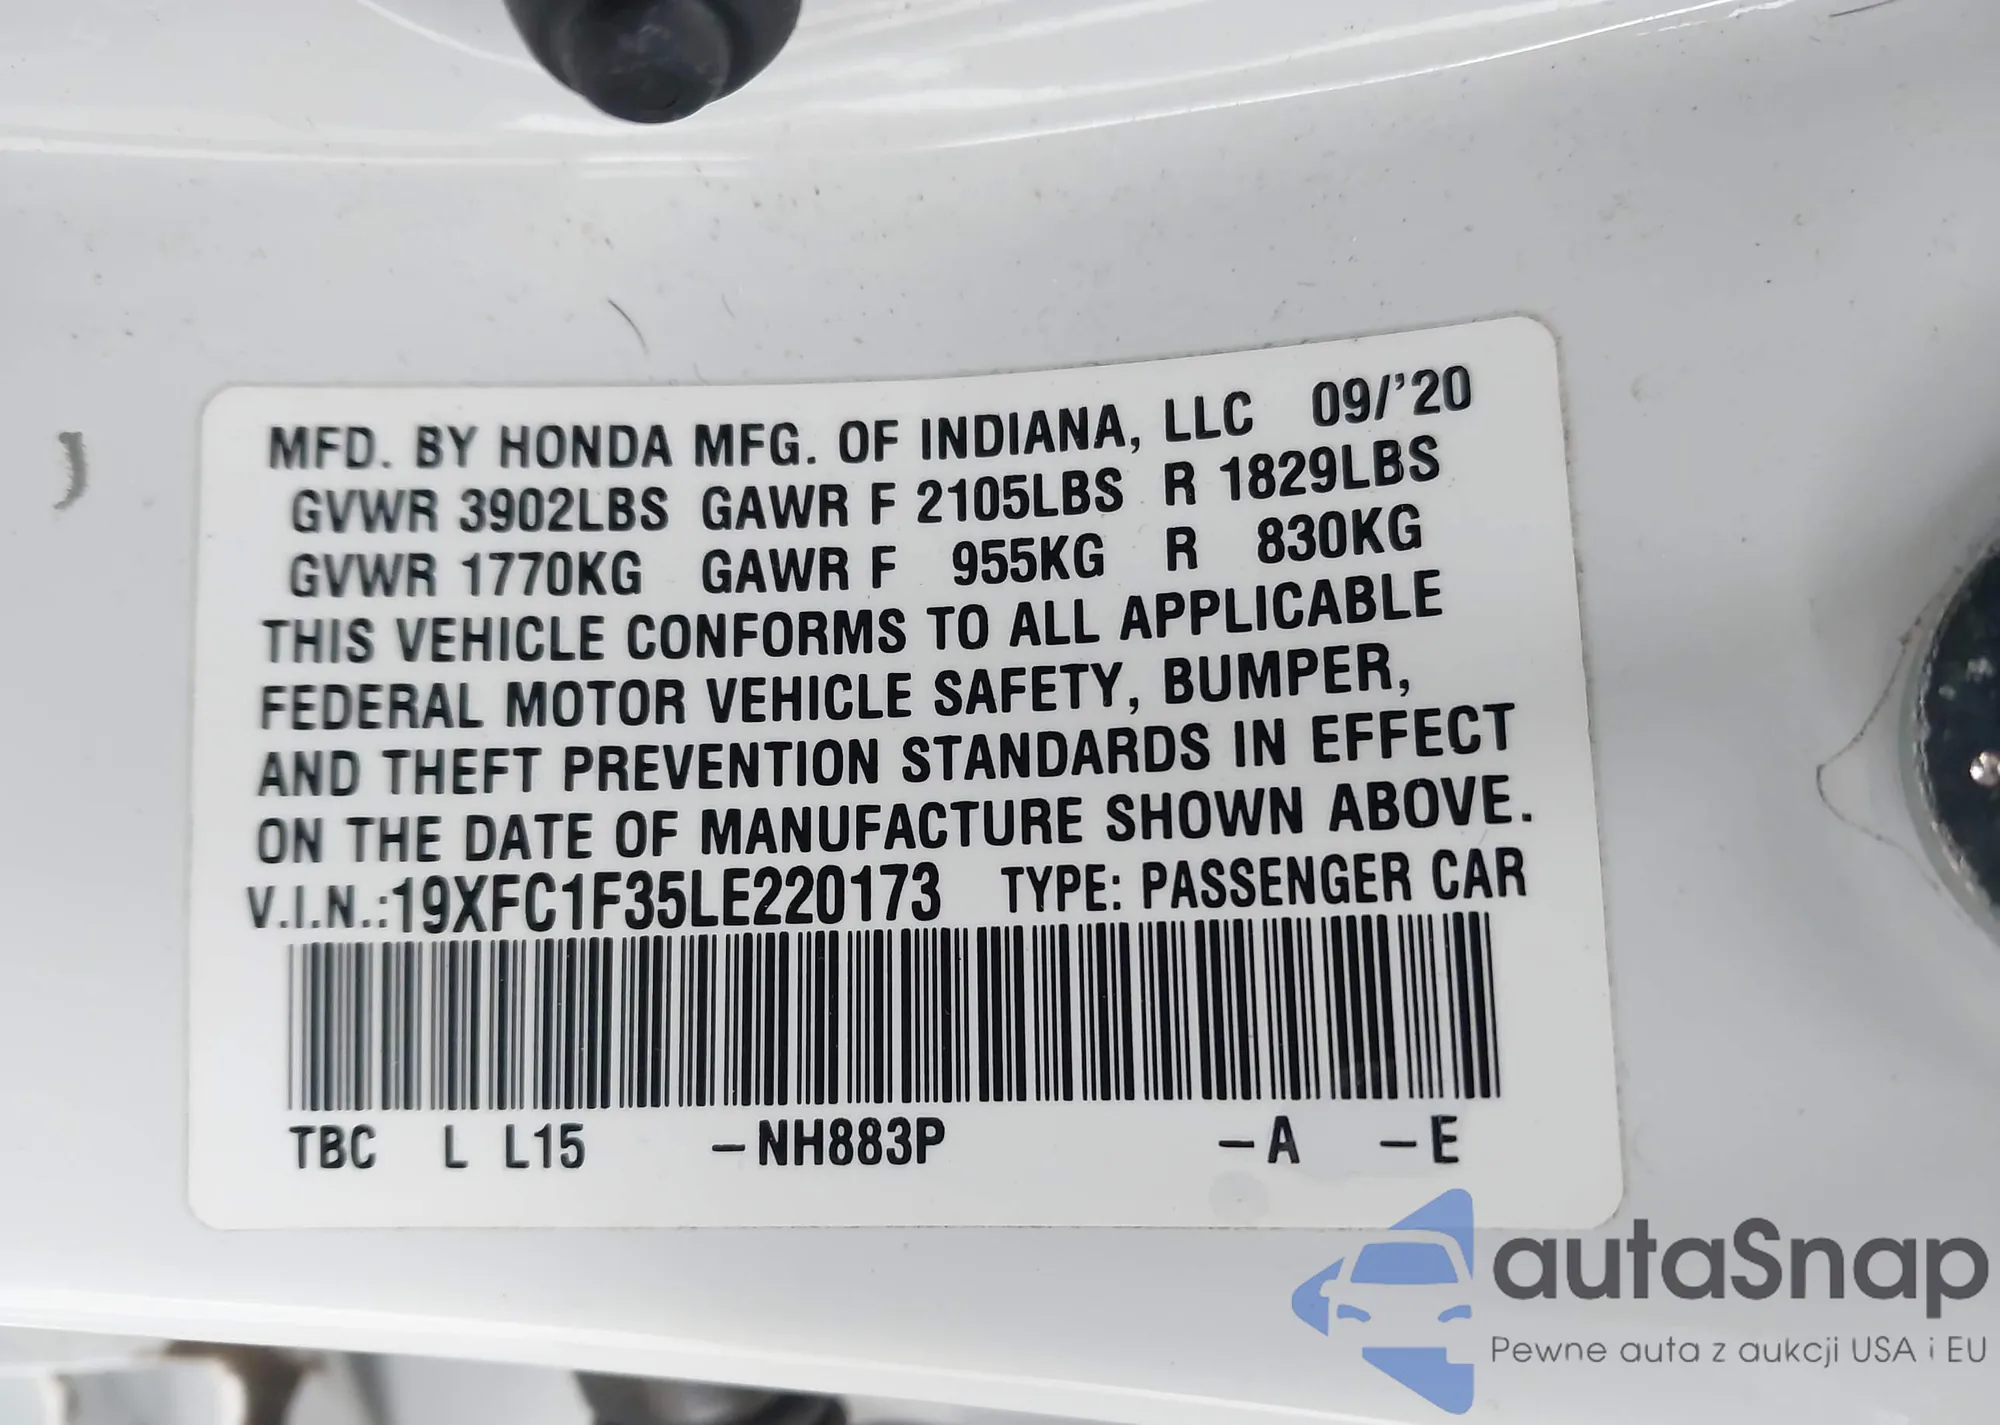 MFD. BY HONDA MFG. OF INDIANA, LLC 09/'20
GVWR 3902LBS GAWR F 2105LBS R 1829LBS
GVWR 1770KG GAWR F 955KG R 830KG
THIS VEHICLE CONFORMS TO ALL APPLICABLE
FEDERAL MOTOR VEHICLE SAFETY, BUMPER,
AND THEFT PREVENTION STANDARDS IN EFFECT
ON THE DATE OF MANUFACTURE SHOWN ABOVE.
V.I.N.:19XFC1F35LE220173 TYPE: PASSENGER CAR
TBC L L15 –NH883P –A –E
autaSnap
Pewne auta z aukcji USA i EU